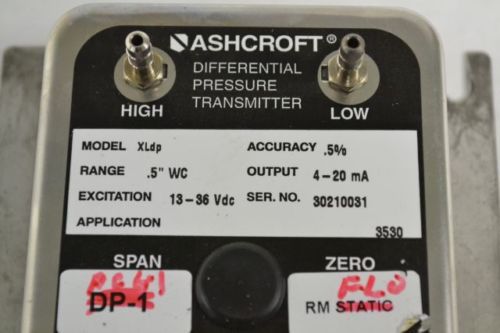 ASHCROFT®
DIFFERENTIAL
PRESSURE
TRANSMITTER
HIGH
LOW
MODEL XLdp ACCURACY .5%
RANGE .5" WC OUTPUT 4-20 mA
EXCITATION 13-36 Vdc SER. NO. 30210031
APPLICATION 3530
SPAN
ZERO
DP-1
FLO
RM STATIC